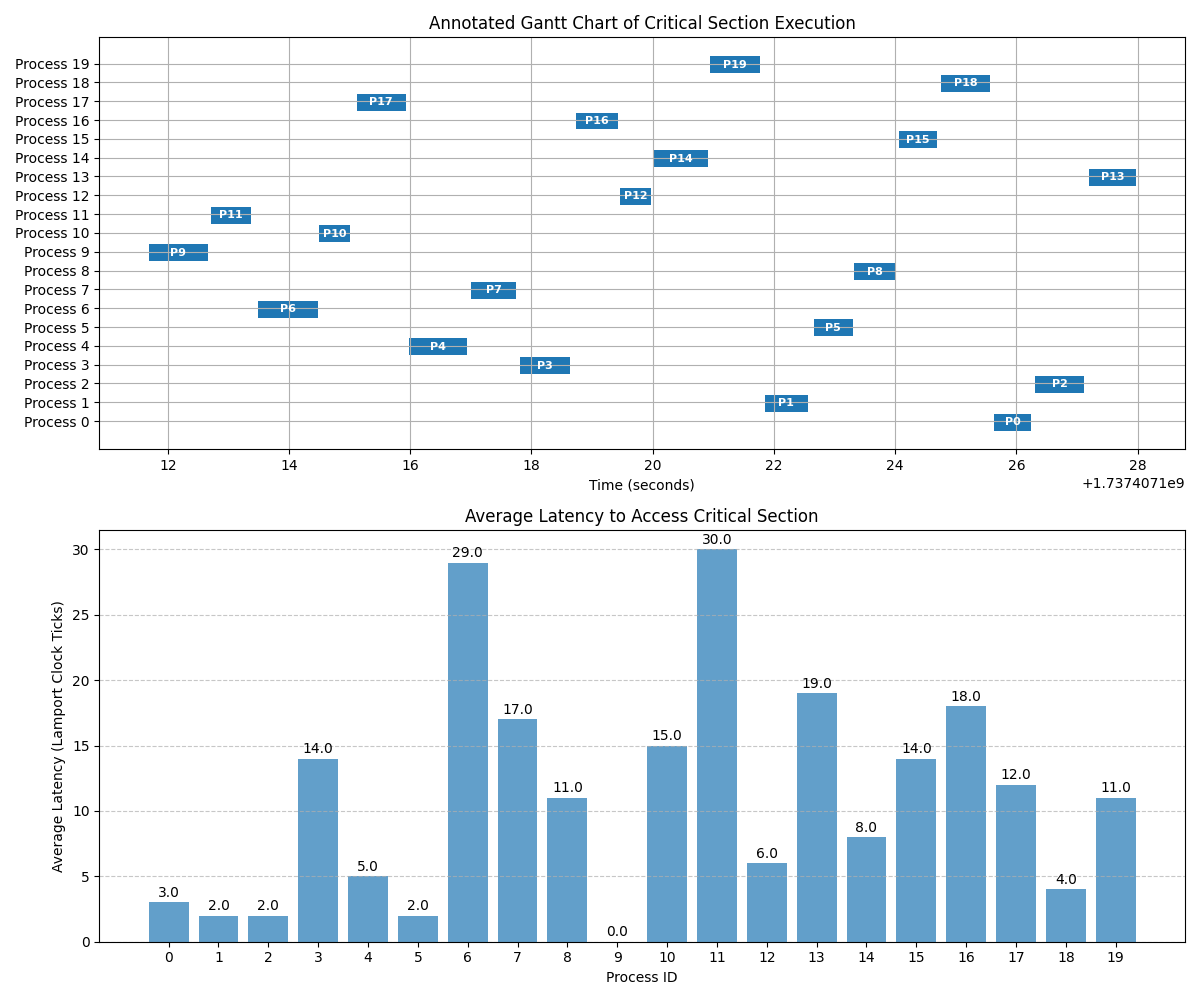 Annotated Gantt Chart of Critical Section Execution
Process 19
P19
Process 18
P18
Process 17
P17
Process 16
P16
Process 15
P15
Process 14
P14
Process 13
P13
Process 12
P12
Process 11
P11
Process 10
P10
Process 9
P9
Process 8
P8
Process 7
P7
Process 6
P6
Process 5
P5
Process 4
P4
Process 3
P3
Process 2
P2
Process 1
P1
Process 0
P0
12 14 16 18 20 22 24 26 28
Time (seconds)
+1.7374071e9
Average Latency to Access Critical Section
Average Latency (Lamport Clock Ticks)
30
25
20
15
10
5
0
3.0 2.0 2.0 14.0 5.0 2.0 29.0 17.0 11.0 0.0 15.0 30.0 6.0 19.0 8.0 14.0 18.0 12.0 4.0 11.0
0 1 2 3 4 5 6 7 8 9 10 11 12 13 14 15 16 17 18 19
Process ID